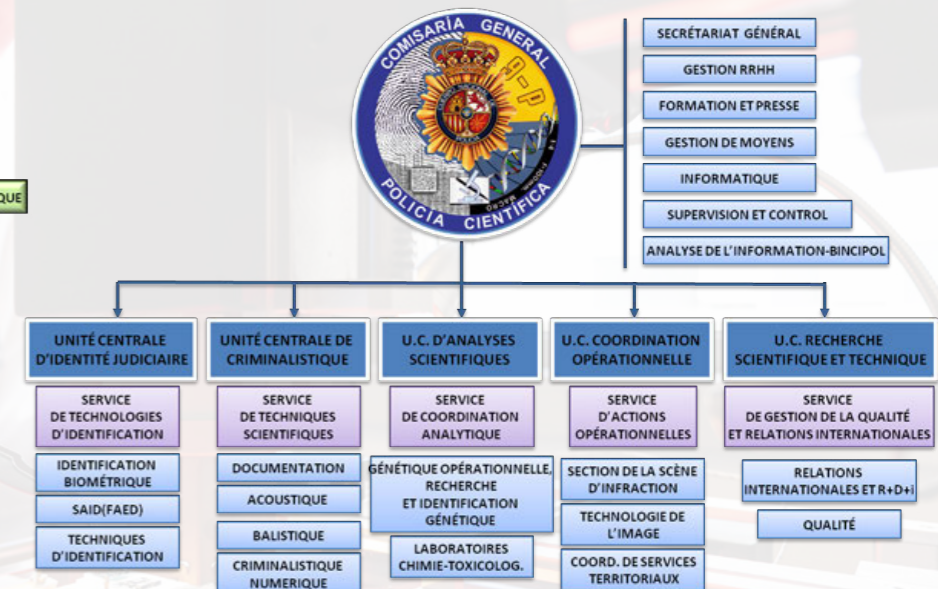 COMISARÍA GENERAL
POLICÍA CIENTÍFICA
A-P
QUE
SECRÉTARIAT GÉNÉRAL
GESTION RRHH
FORMATION ET PRESSE
GESTION DE MOYENS
INFORMATIQUE
SUPERVISION ET CONTROL
ANALYSE DE L'INFORMATION-BINCIPOL
UNITÉ CENTRALE
D'IDENTITÉ JUDICIAIRE
SERVICE
DE TECHNOLOGIES
D'IDENTIFICATION
IDENTIFICATION
BIOMÉTRIQUE
SAID(FAED)
TECHNIQUES
D'IDENTIFICATION
UNITÉ CENTRALE DE
CRIMINALISTIQUE
SERVICE
DE TECHNIQUES
SCIENTIFIQUES
DOCUMENTATION
ACOUSTIQUE
BALISTIQUE
CRIMINALISTIQUE
NUMERIQUE
U.C. D'ANALYSES
SCIENTIFIQUES
SERVICE
DE COORDINATION
ANALYTIQUE
GÉNÉTIQUE OPÉRATIONNELLE,
RECHERCHE
ET IDENTIFICATION
GÉNÉTIQUE
LABORATOIRES
CHIMIE-TOXICOLOG.
U.C. COORDINATION
OPÉRATIONNELLE
SERVICE
D'ACTIONS
OPÉRATIONNELLES
SECTION DE LA SCÈNE
D'INFRACTION
TECHNOLOGIE DE
L'IMAGE
COORD. DE SERVICES
TERRITORIAUX
U.C. RECHERCHE
SCIENTIFIQUE ET TECHNIQUE
SERVICE
DE GESTION DE LA QUALITÉ
ET RELATIONS INTERNATIONALES
RELATIONS
INTERNATIONALES ET R+D+i
QUALITÉ